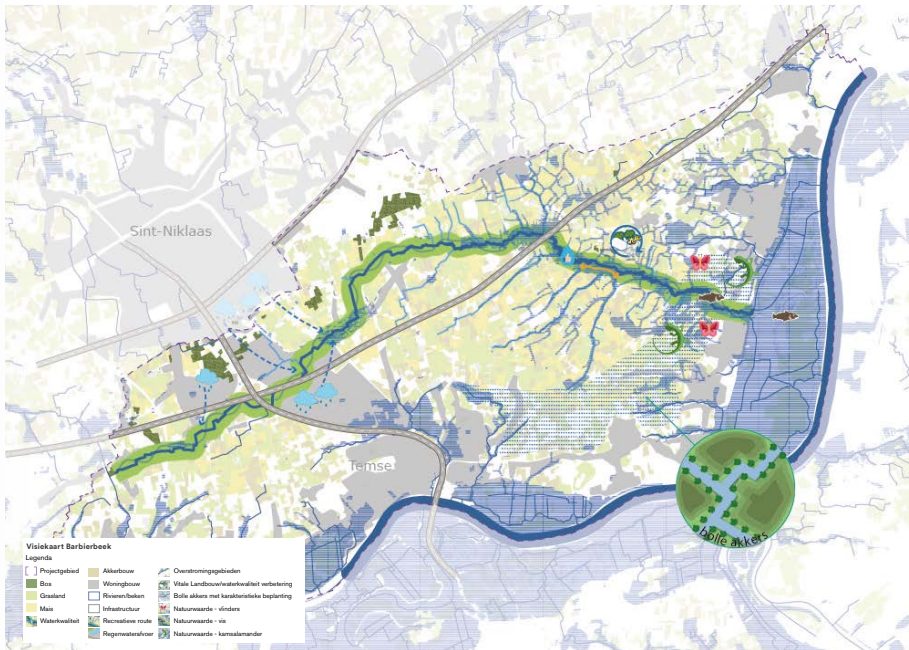 Sint-Niklaas
Temse
bolle akkers
Visiekaart Barbierbeek
Legenda
Projectgebied
Bos
Grasland
Mais
Waterkwaliteit
Akkerbouw
Woningbouw
Rivieren/beken
Infrastructuur
Recreatieve route
Regenwaterafvoer
Overstromingsgebieden
Vitale Landbouw/waterkwaliteit verbetering
Bolle akkers met karakteristieke beplanting
Natuurwaarde - vlinders
Natuurwaarde - vis
Natuurwaarde - kamsalamander